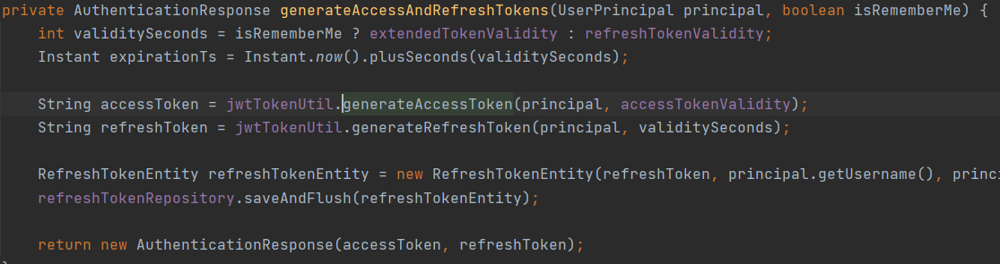 private AuthenticationResponse generateAccessAndRefreshTokens(UserPrincipal principal, boolean isRememberMe) {
int validitySeconds = isRememberMe ? extendedTokenValidity : refreshTokenValidity;
Instant expirationTs = Instant.now().plusSeconds(validitySeconds);
String accessToken = jwtTokenUtil.generateAccessToken(principal, accessTokenValidity);
String refreshToken = jwtTokenUtil.generateRefreshToken(principal, validitySeconds);
RefreshTokenEntity refreshTokenEntity = new RefreshTokenEntity(refreshToken, principal.getUsername(), princ
refreshTokenRepository.saveAndFlush(refreshTokenEntity);
return new AuthenticationResponse(accessToken, refreshToken);